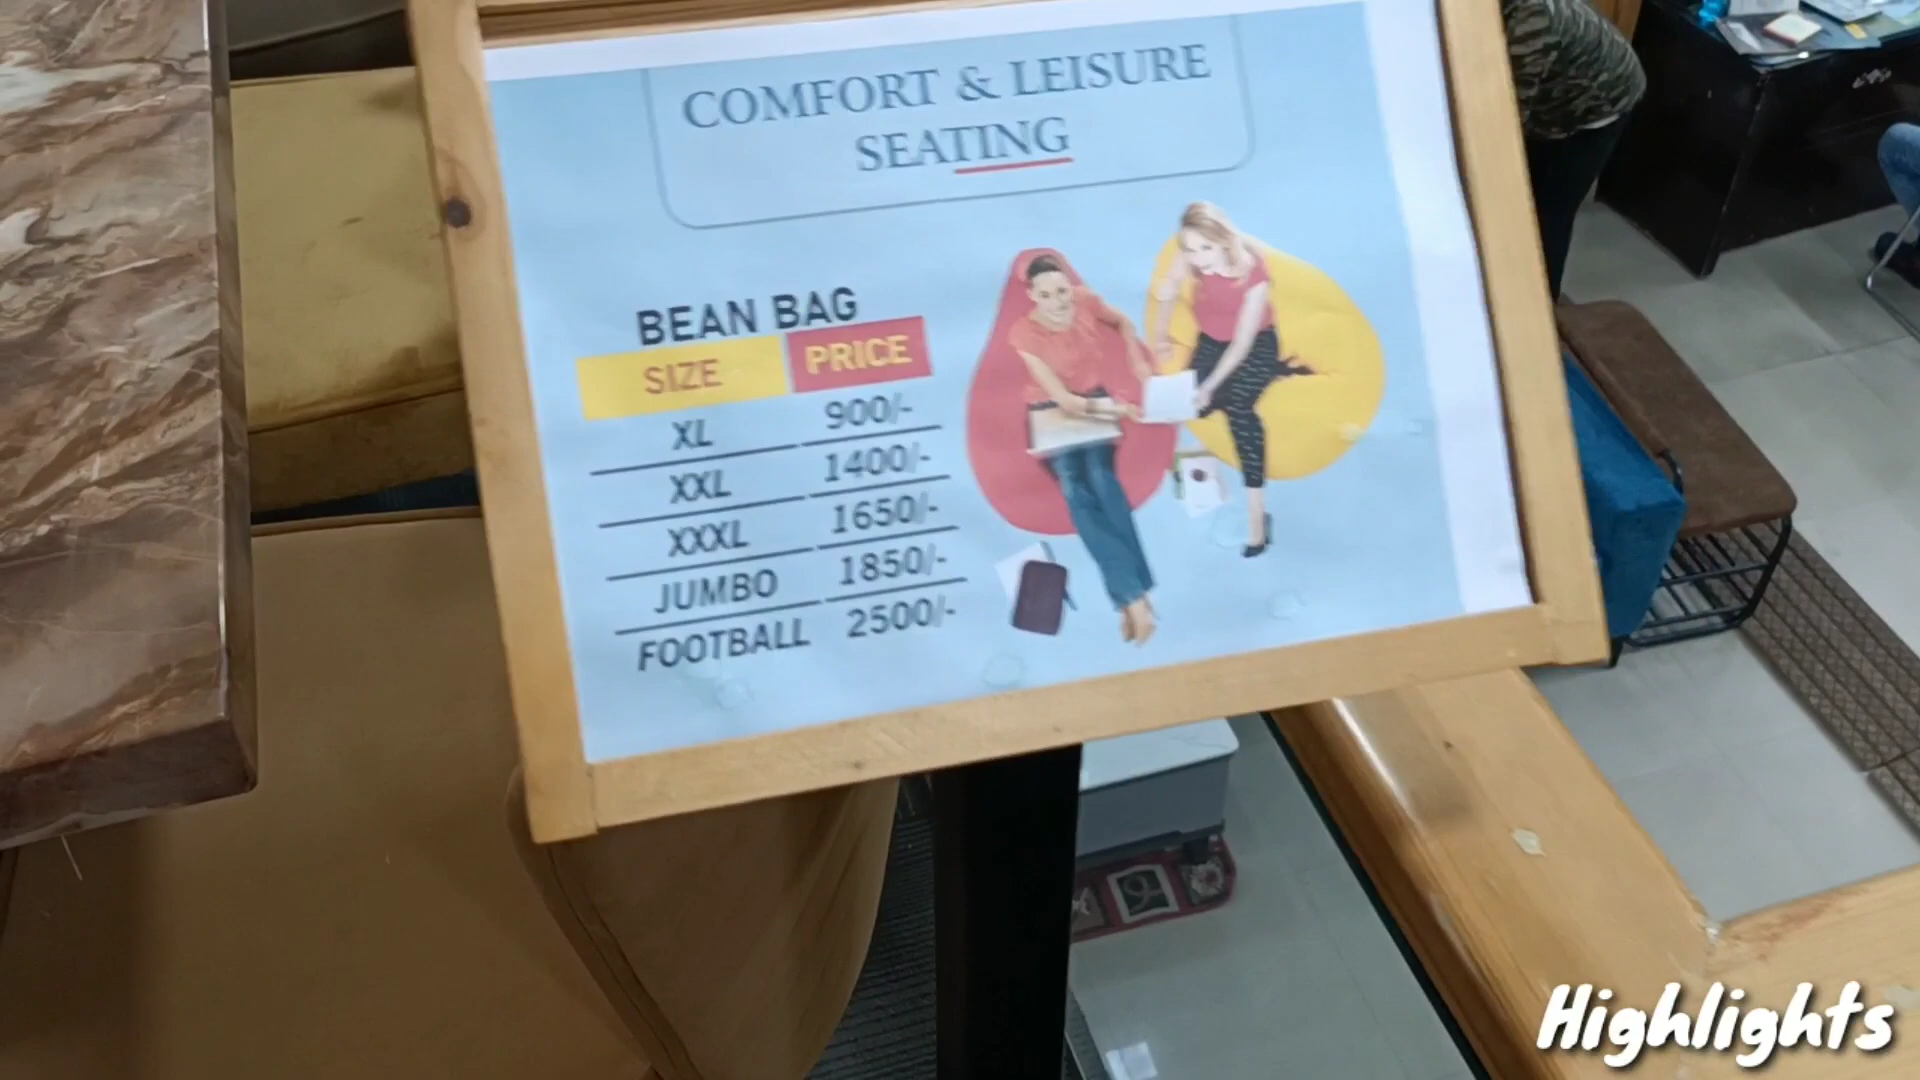 COMFORT & LEISURE
SEATING
BEAN BAG
SIZE PRICE
XL 900/-
XXL 1400/-
XXXL 1650/-
JUMBO 1850/-
FOOTBALL 2500/-
Highlights